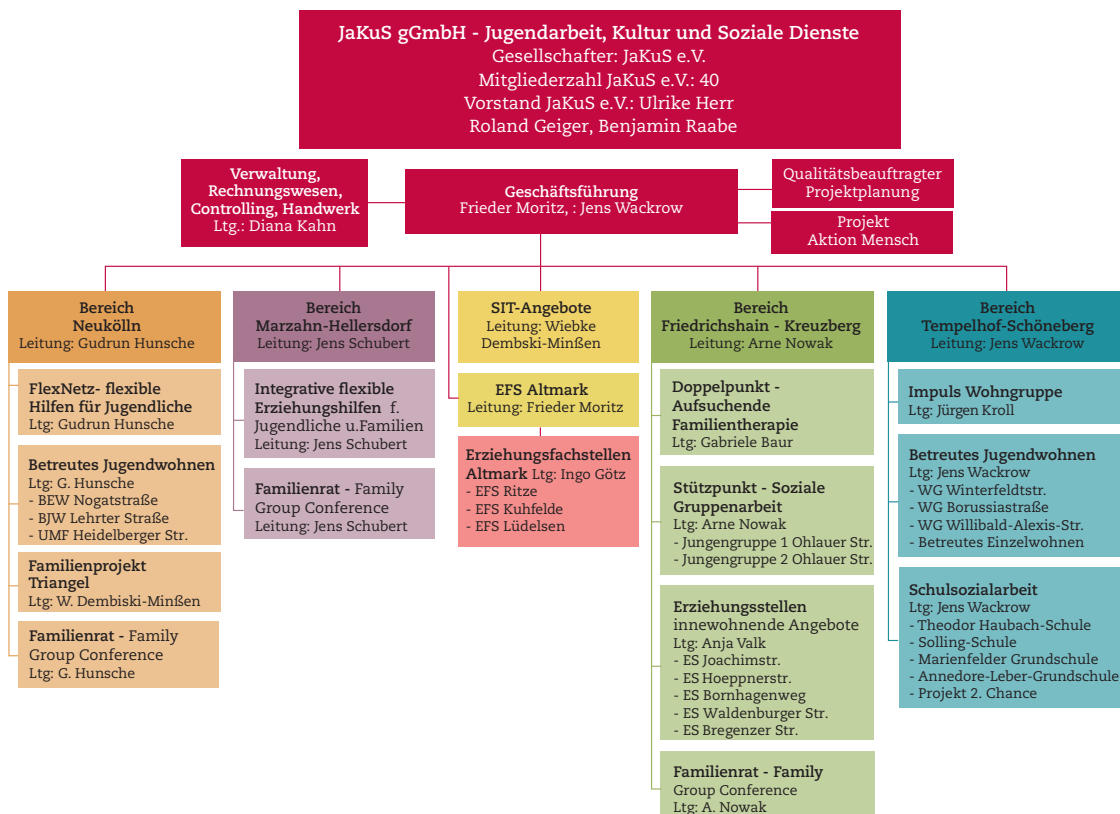 JaKuS gGmbH - Jugendarbeit, Kultur und Soziale Dienste
Gesellschafter: JaKuS e.V.
Mitgliederzahl JaKuS e.V.: 40
Vorstand JaKuS e.V.: Ulrike Herr
Roland Geiger, Benjamin Raabe
Verwaltung,
Rechnungswesen,
Controlling, Handwerk
Ltg.: Diana Kahn
Geschäftsführung
Frieder Moritz, : Jens Wackrow
Qualitätsbeauftragter
Projektplanung
Projekt
Aktion Mensch
Bereich
Neukölln
Leitung: Gudrun Hunsche
FlexNetz- flexible
Hilfen für Jugendliche
Ltg: Gudrun Hunsche
Betreutes Jugendwohnen
Ltg: G. Hunsche
- BEW Nogatstraße
- BJW Lehrter Straße
- UMF Heidelberger Str.
Familienprojekt
Triangel
Ltg: W. Dembiski-Minßen
Familienrat - Family
Group Conference
Ltg: G. Hunsche
Bereich
Marzahn-Hellersdorf
Leitung: Jens Schubert
Integrative flexible
Erziehungshilfen f.
Jugendliche u.Familien
Leitung: Jens Schubert
Familienrat - Family
Group Conference
Leitung: Jens Schubert
SIT-Angebote
Leitung: Wiebke
Dembski-Minßen
EFS Altmark
Leitung: Frieder Moritz
Erziehungsfachstellen
Altmark Ltg: Ingo Götz
- EFS Ritze
- EFS Kuhfelde
- EFS Lüdelsen
Bereich
Friedrichshain - Kreuzberg
Leitung: Arne Nowak
Doppelpunkt -
Aufsuchende
Familientherapie
Ltg: Gabriele Baur
Stützpunkt - Soziale
Gruppenarbeit
Ltg: Arne Nowak
- Jungengruppe 1 Ohlauer Str.
- Jungengruppe 2 Ohlauer Str.
Erziehungsstellen
innewohnende Angebote
Ltg: Anja Valk
- ES Joachimstr.
- ES Hoeppnerstr.
- ES Bornhagenweg
- ES Waldenburger Str.
- ES Bregenzer Str.
Familienrat - Family
Group Conference
Ltg: A. Nowak
Bereich
Tempelhof-Schöneberg
Leitung: Jens Wackrow
Impuls Wohngruppe
Ltg: Jürgen Kroll
Betreutes Jugendwohnen
Ltg: Jens Wackrow
- WG Winterfeldtstr.
- WG Borussiastraße
- WG Willibald-Alexis-Str.
- Betreutes Einzelwohnen
Schulsozialarbeit
Ltg: Jens Wackrow
- Theodor Haubach-Schule
- Solling-Schule
- Marienfelder Grundschule
- Annedore-Leber-Grundschule
- Projekt 2. Chance